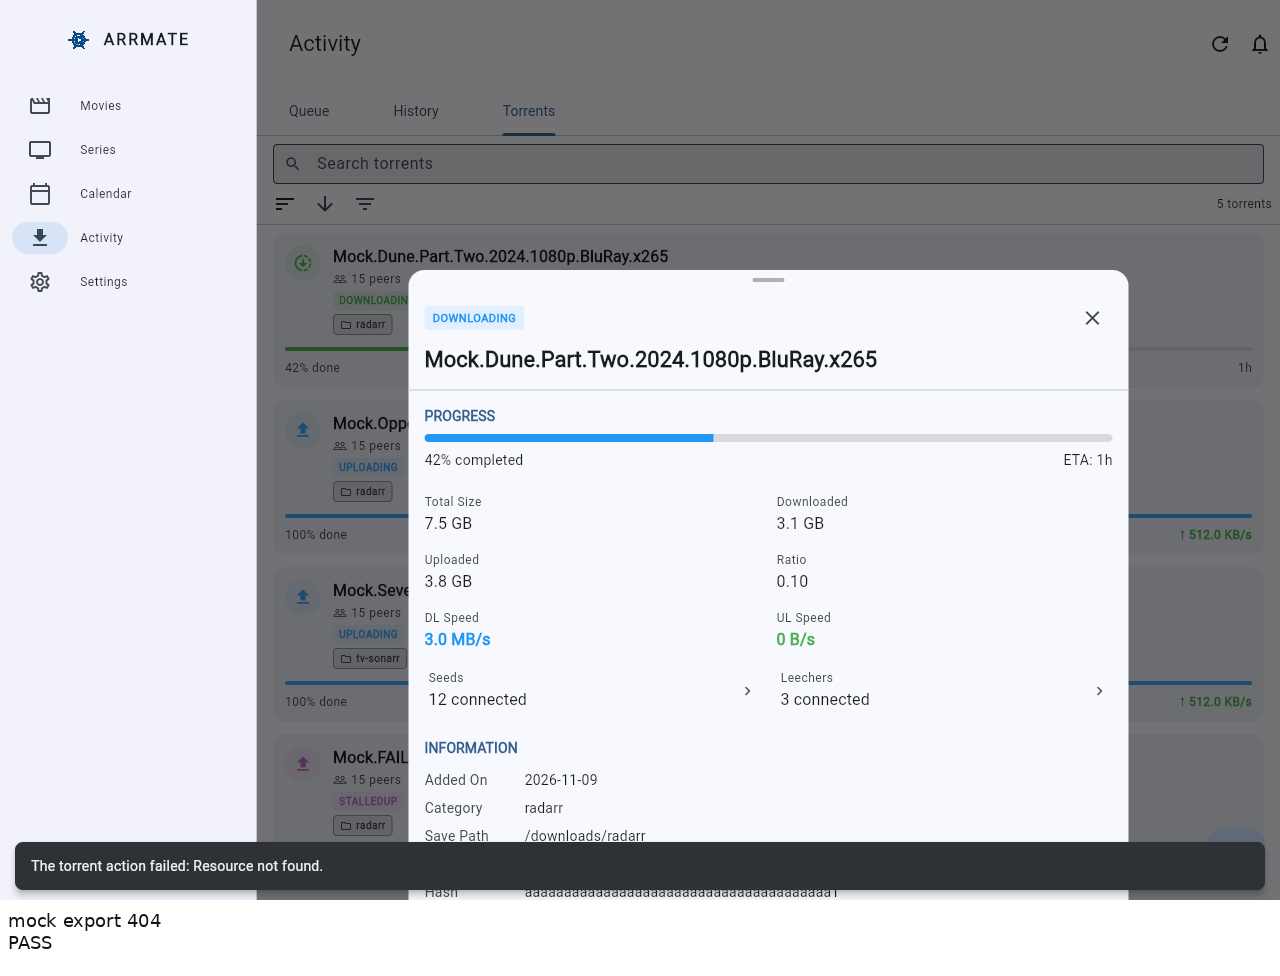 ARRMATE
Movies
Series
Calendar
Activity
Settings
Activity
Queue
History
Torrents
Search torrents
5 torrents
Mock.Dune.Part.Two.2024.1080p.BluRay.x265
15 peers
DOWNLOADIN
radarr
42% done
1h
Mock.Opp
15 peers
UPLOADING
radarr
100% done
↑ 512.0 KB/s
Mock.Seve
15 peers
UPLOADING
tv-sonarr
100% done
↑ 512.0 KB/s
Mock.FAIL
15 peers
STALLEDUP
radarr
DOWNLOADING
Mock.Dune.Part.Two.2024.1080p.BluRay.x265
PROGRESS
42% completed
ETA: 1h
Total Size
7.5 GB
Downloaded
3.1 GB
Uploaded
3.8 GB
Ratio
0.10
DL Speed
3.0 MB/s
UL Speed
0 B/s
Seeds
12 connected
Leechers
3 connected
INFORMATION
Added On 2026-11-09
Category radarr
Save Path /downloads/radarr
Hash
The torrent action failed: Resource not found.
mock export 404
PASS